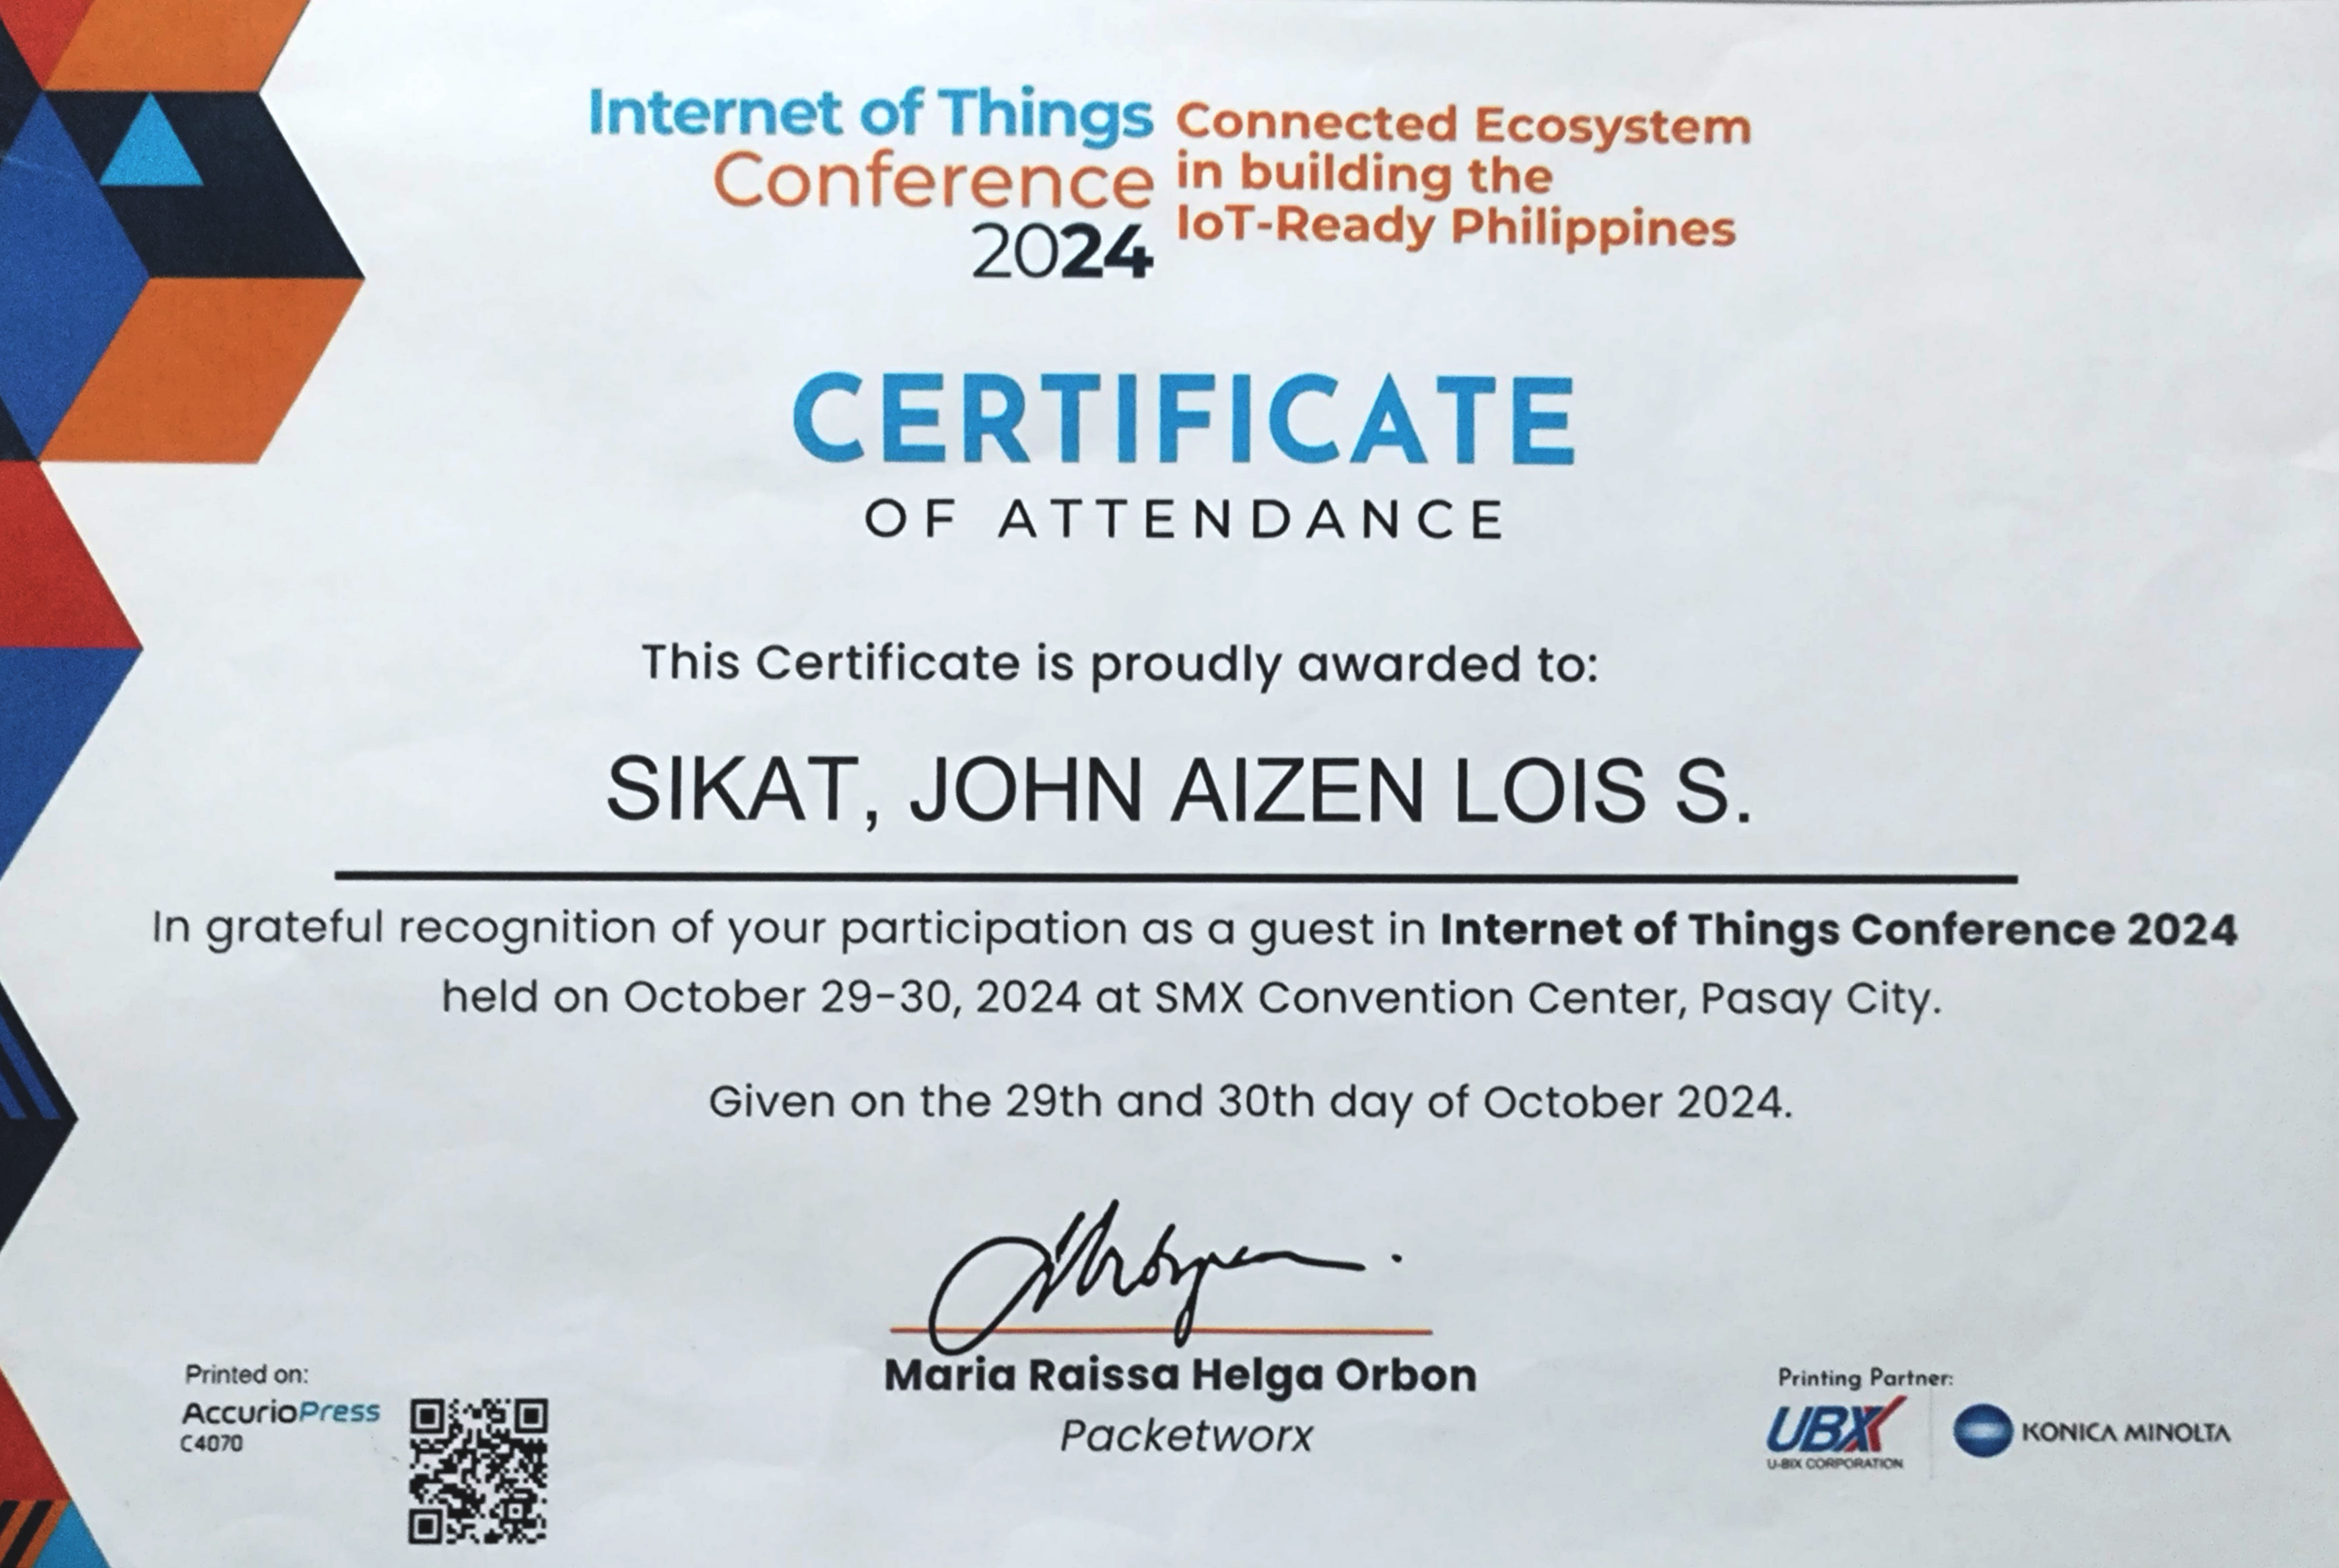 Internet of Things
Conference
2024
Connected Ecosystem
in building the
IoT-Ready Philippines
CERTIFICATE
OF ATTENDANCE
This Certificate is proudly awarded to:
SIKAT, JOHN AIZEN LOIS S.
In grateful recognition of your participation as a guest in Internet of Things Conference 2024
held on October 29-30, 2024 at SMX Convention Center, Pasay City.
Given on the 29th and 30th day of October 2024.
Maria Raissa Helga Orbon
Packetworx
Printed on:
AccurioPress
C4070
Printing Partner:
UBX
U-BIX CORPORATION
KONICA MINOLTA